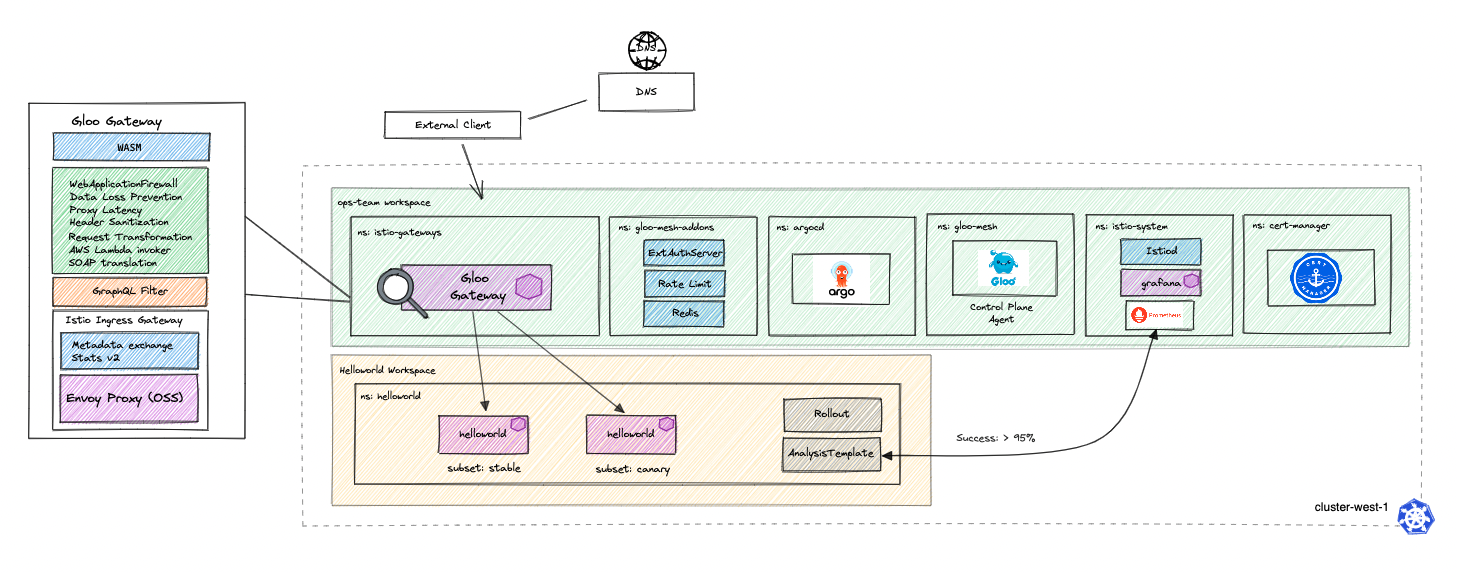 DNS
DNS
External Client
Gloo Gateway
WASM
WebApplicationFirewall
Data Loss Prevention
Proxy Latency
Header Sanitization
Request Transformation
AWS Lambda invoker
SOAP translation
GraphQL Filter
Istio Ingress Gateway
Metadata exchange
Stats v2
Envoy Proxy (OSS)
ops-team workspace
ns: istio-gateways
Gloo
Gateway
ns: gloo-mesh-addons
ExtAuthServer
Rate Limit
Redis
ns: argocd
argo
ns: gloo-mesh
Gloo
Control Plane
Agent
ns: istio-system
Istiod
grafana
Prometheus
ns: cert-manager
CERT
MANAGER
Helloworld Workspace
ns: helloworld
helloworld
subset: stable
helloworld
subset: canary
Rollout
AnalysisTemplate
Success: > 95%
cluster-west-1